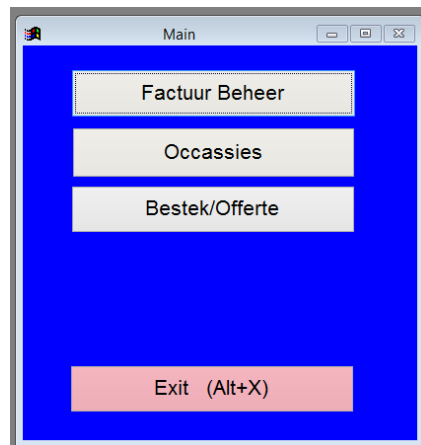 Main
Factuur Beheer
Occassies
Bestek/Offerte
Exit (Alt+X)